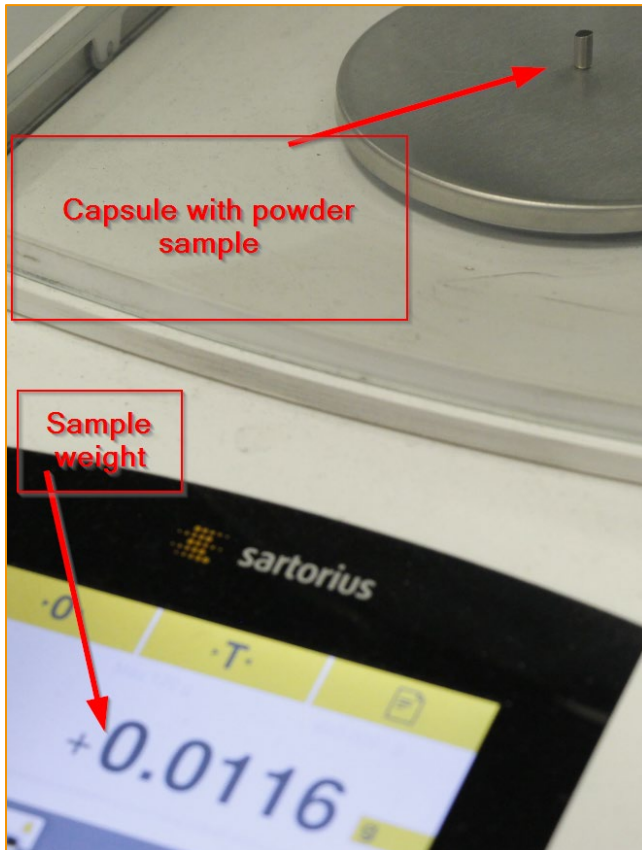 Capsule with powder
sample
Sample
weight
sartorius
·0·
·T·
+0.0116
g